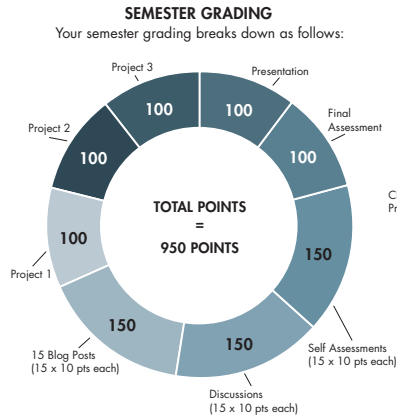 SEMESTER GRADING
Your semester grading breaks down as follows:
Project 3
Presentation
100
100
Project 2
Final
Assessment
100
100
TOTAL POINTS
=
950 POINTS
100
150
Project 1
150
150
15 Blog Posts
(15 x 10 pts each)
Self Assessments
(15 x 10 pts each)
Discussions
(15 x 10 pts each)